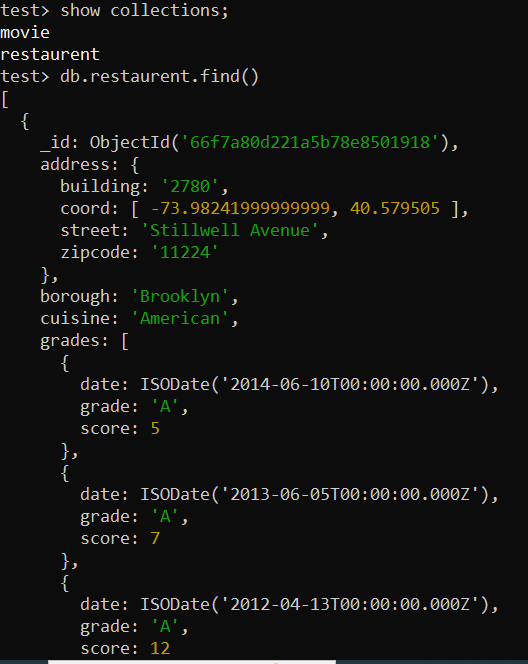 test> show collections;
movie
restaurent
test> db.restaurent.find()
[
  {
    _id: ObjectId('66f7a80d221a5b78e8501918'),
    address: {
      building: '2780',
      coord: [ -73.98241999999999, 40.579505 ],
      street: 'Stillwell Avenue',
      zipcode: '11224'
    },
    borough: 'Brooklyn',
    cuisine: 'American',
    grades: [
      {
        date: ISODate('2014-06-10T00:00:00.000Z'),
        grade: 'A',
        score: 5
      },
      {
        date: ISODate('2013-06-05T00:00:00.000Z'),
        grade: 'A',
        score: 7
      },
      {
        date: ISODate('2012-04-13T00:00:00.000Z'),
        grade: 'A',
        score: 12